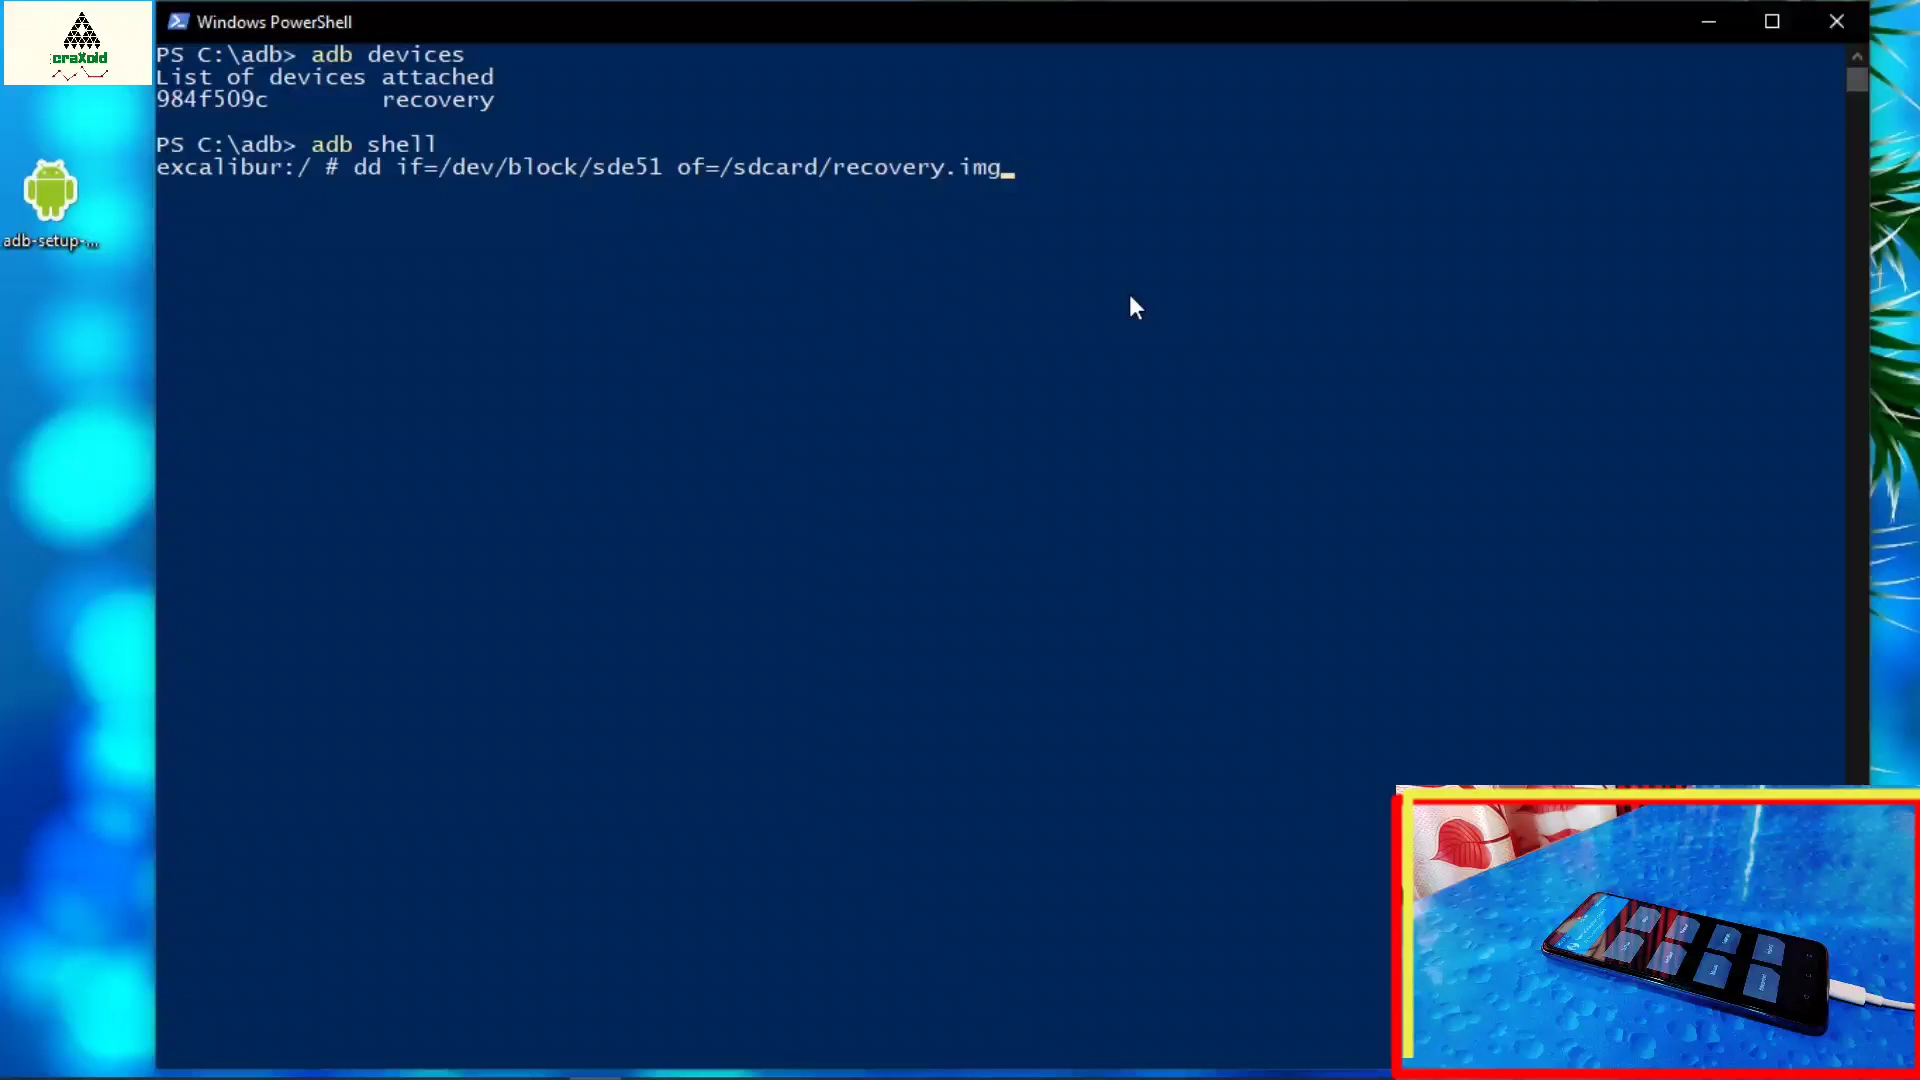 craXoid
Windows PowerShell
PS C:\adb> adb devices
List of devices attached
984f509c recovery
PS C:\adb> adb shell
excalibur:/ # dd if=/dev/block/sde51 of=/sdcard/recovery.img
adb-setup-...